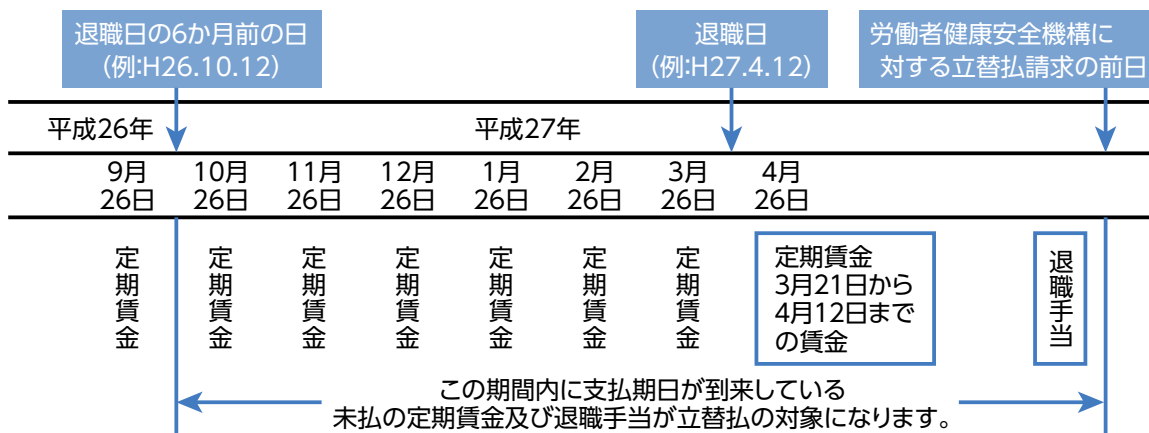 退職日の6か月前の日
(例:H26.10.12)
退職日
(例:H27.4.12)
労働者健康安全機構に
対する立替払請求の前日
平成26年
平成27年
9月
26日
10月
26日
11月
26日
12月
26日
1月
26日
2月
26日
3月
26日
4月
26日
定期賃金
定期賃金
定期賃金
定期賃金
定期賃金
定期賃金
定期賃金
定期賃金
3月21日から
4月12日まで
の賃金
退職手当
この期間内に支払期日が到来している
未払の定期賃金及び退職手当が立替払の対象になります。